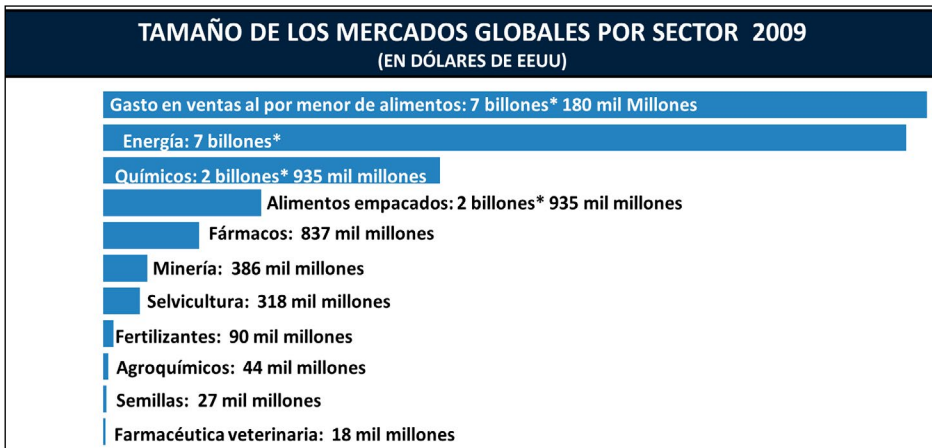 TAMAÑO DE LOS MERCADOS GLOBALES POR SECTOR 2009
(EN DÓLARES DE EEUU)
Gasto en ventas al por menor de alimentos: 7 billones* 180 mil Millones
Energía: 7 billones*
Químicos: 2 billones* 935 mil millones
Alimentos empacados: 2 billones* 935 mil millones
Fármacos: 837 mil millones
Minería: 386 mil millones
Selvicultura: 318 mil millones
Fertilizantes: 90 mil millones
Agroquímicos: 44 mil millones
Semillas: 27 mil millones
Farmacéutica veterinaria: 18 mil millones